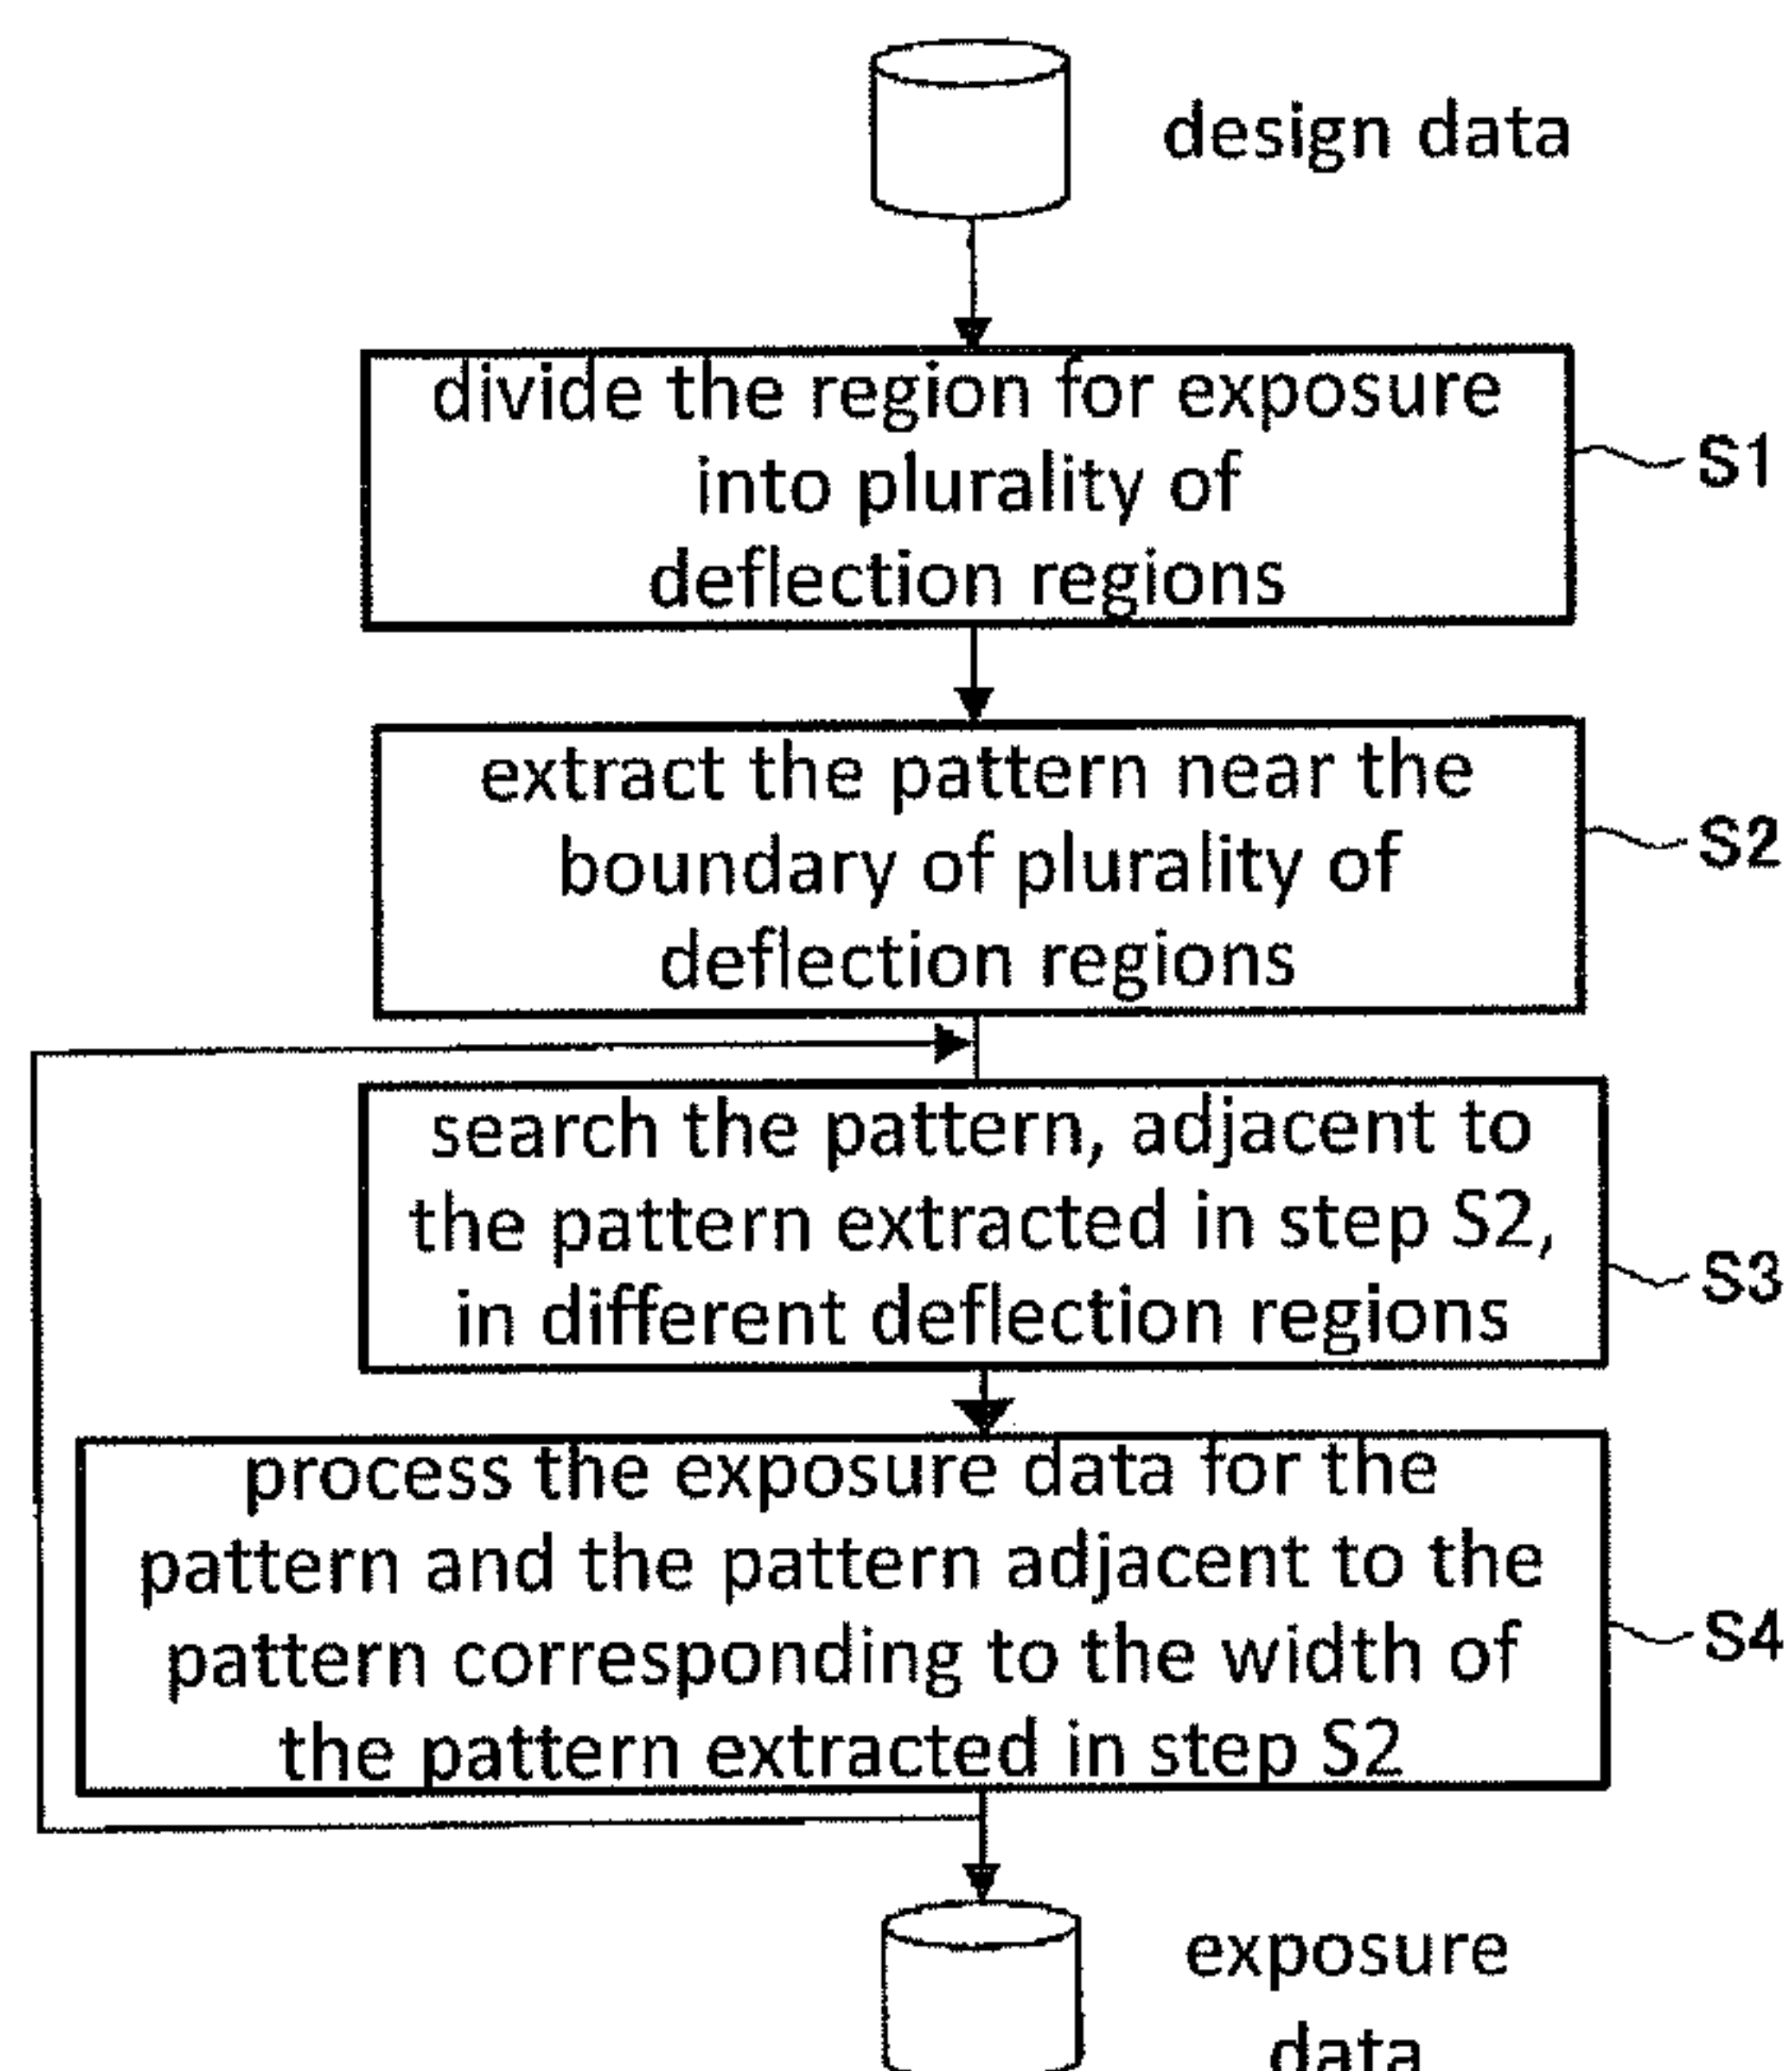 design data
divide the region for exposure
into plurality of
deflection regions
S1
extract the pattern near the
boundary of plurality of
deflection regions
S2
search the pattern, adjacent to
the pattern extracted in step S2,
in different deflection regions
S3
process the exposure data for the
pattern and the pattern adjacent to the
pattern corresponding to the width of
the pattern extracted in step S2
S4
exposure
data